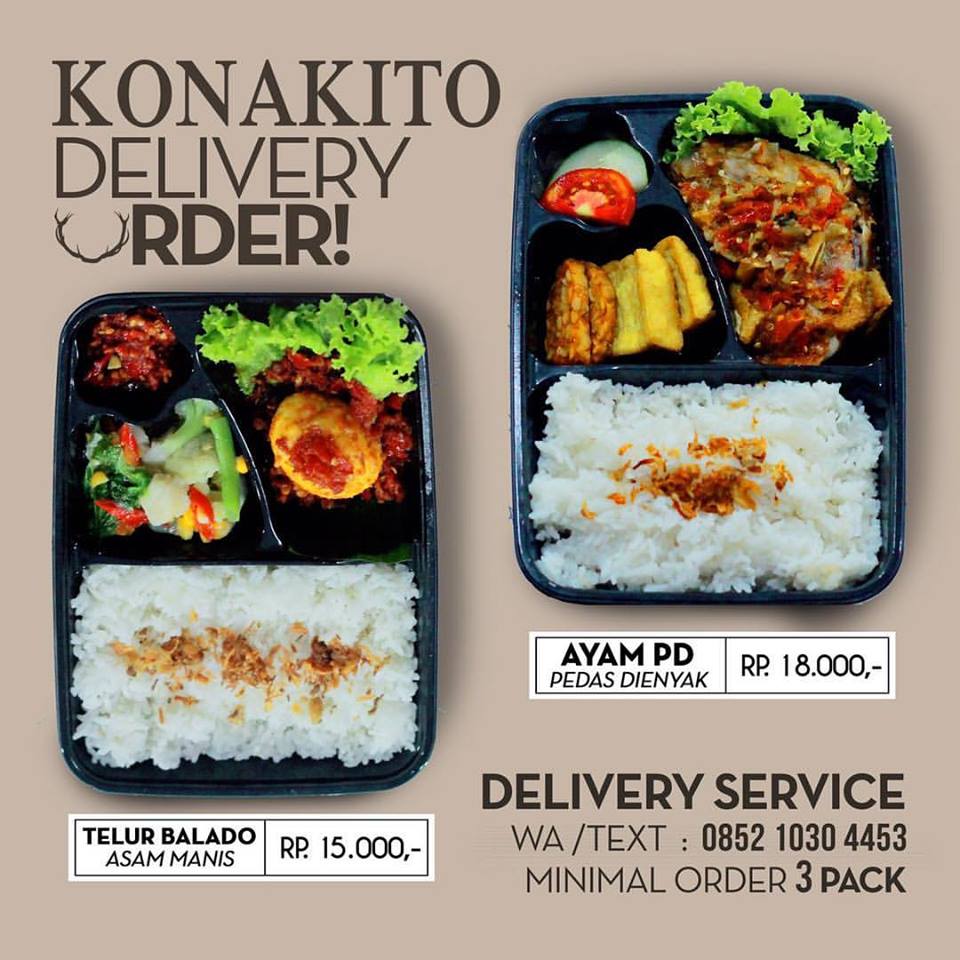 KONAKITO
DELIVERY
ORDER!
AYAM PD
PEDAS DIENYAK
RP. 18.000,-
TELUR BALADO
ASAM MANIS
RP. 15.000,-
DELIVERY SERVICE
WA /TEXT : 0852 1030 4453
MINIMAL ORDER 3 PACK